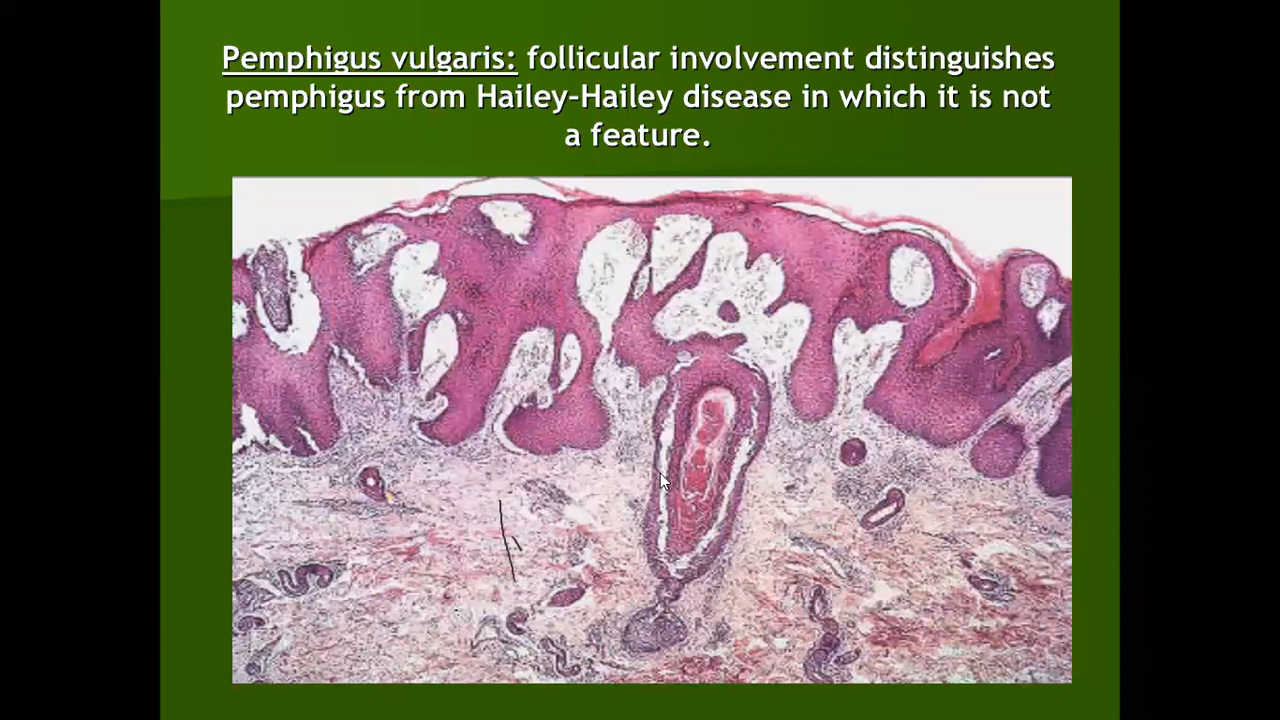 Pemphigus vulgaris: follicular involvement distinguishes
pemphigus from Hailey-Hailey disease in which it is not
a feature.